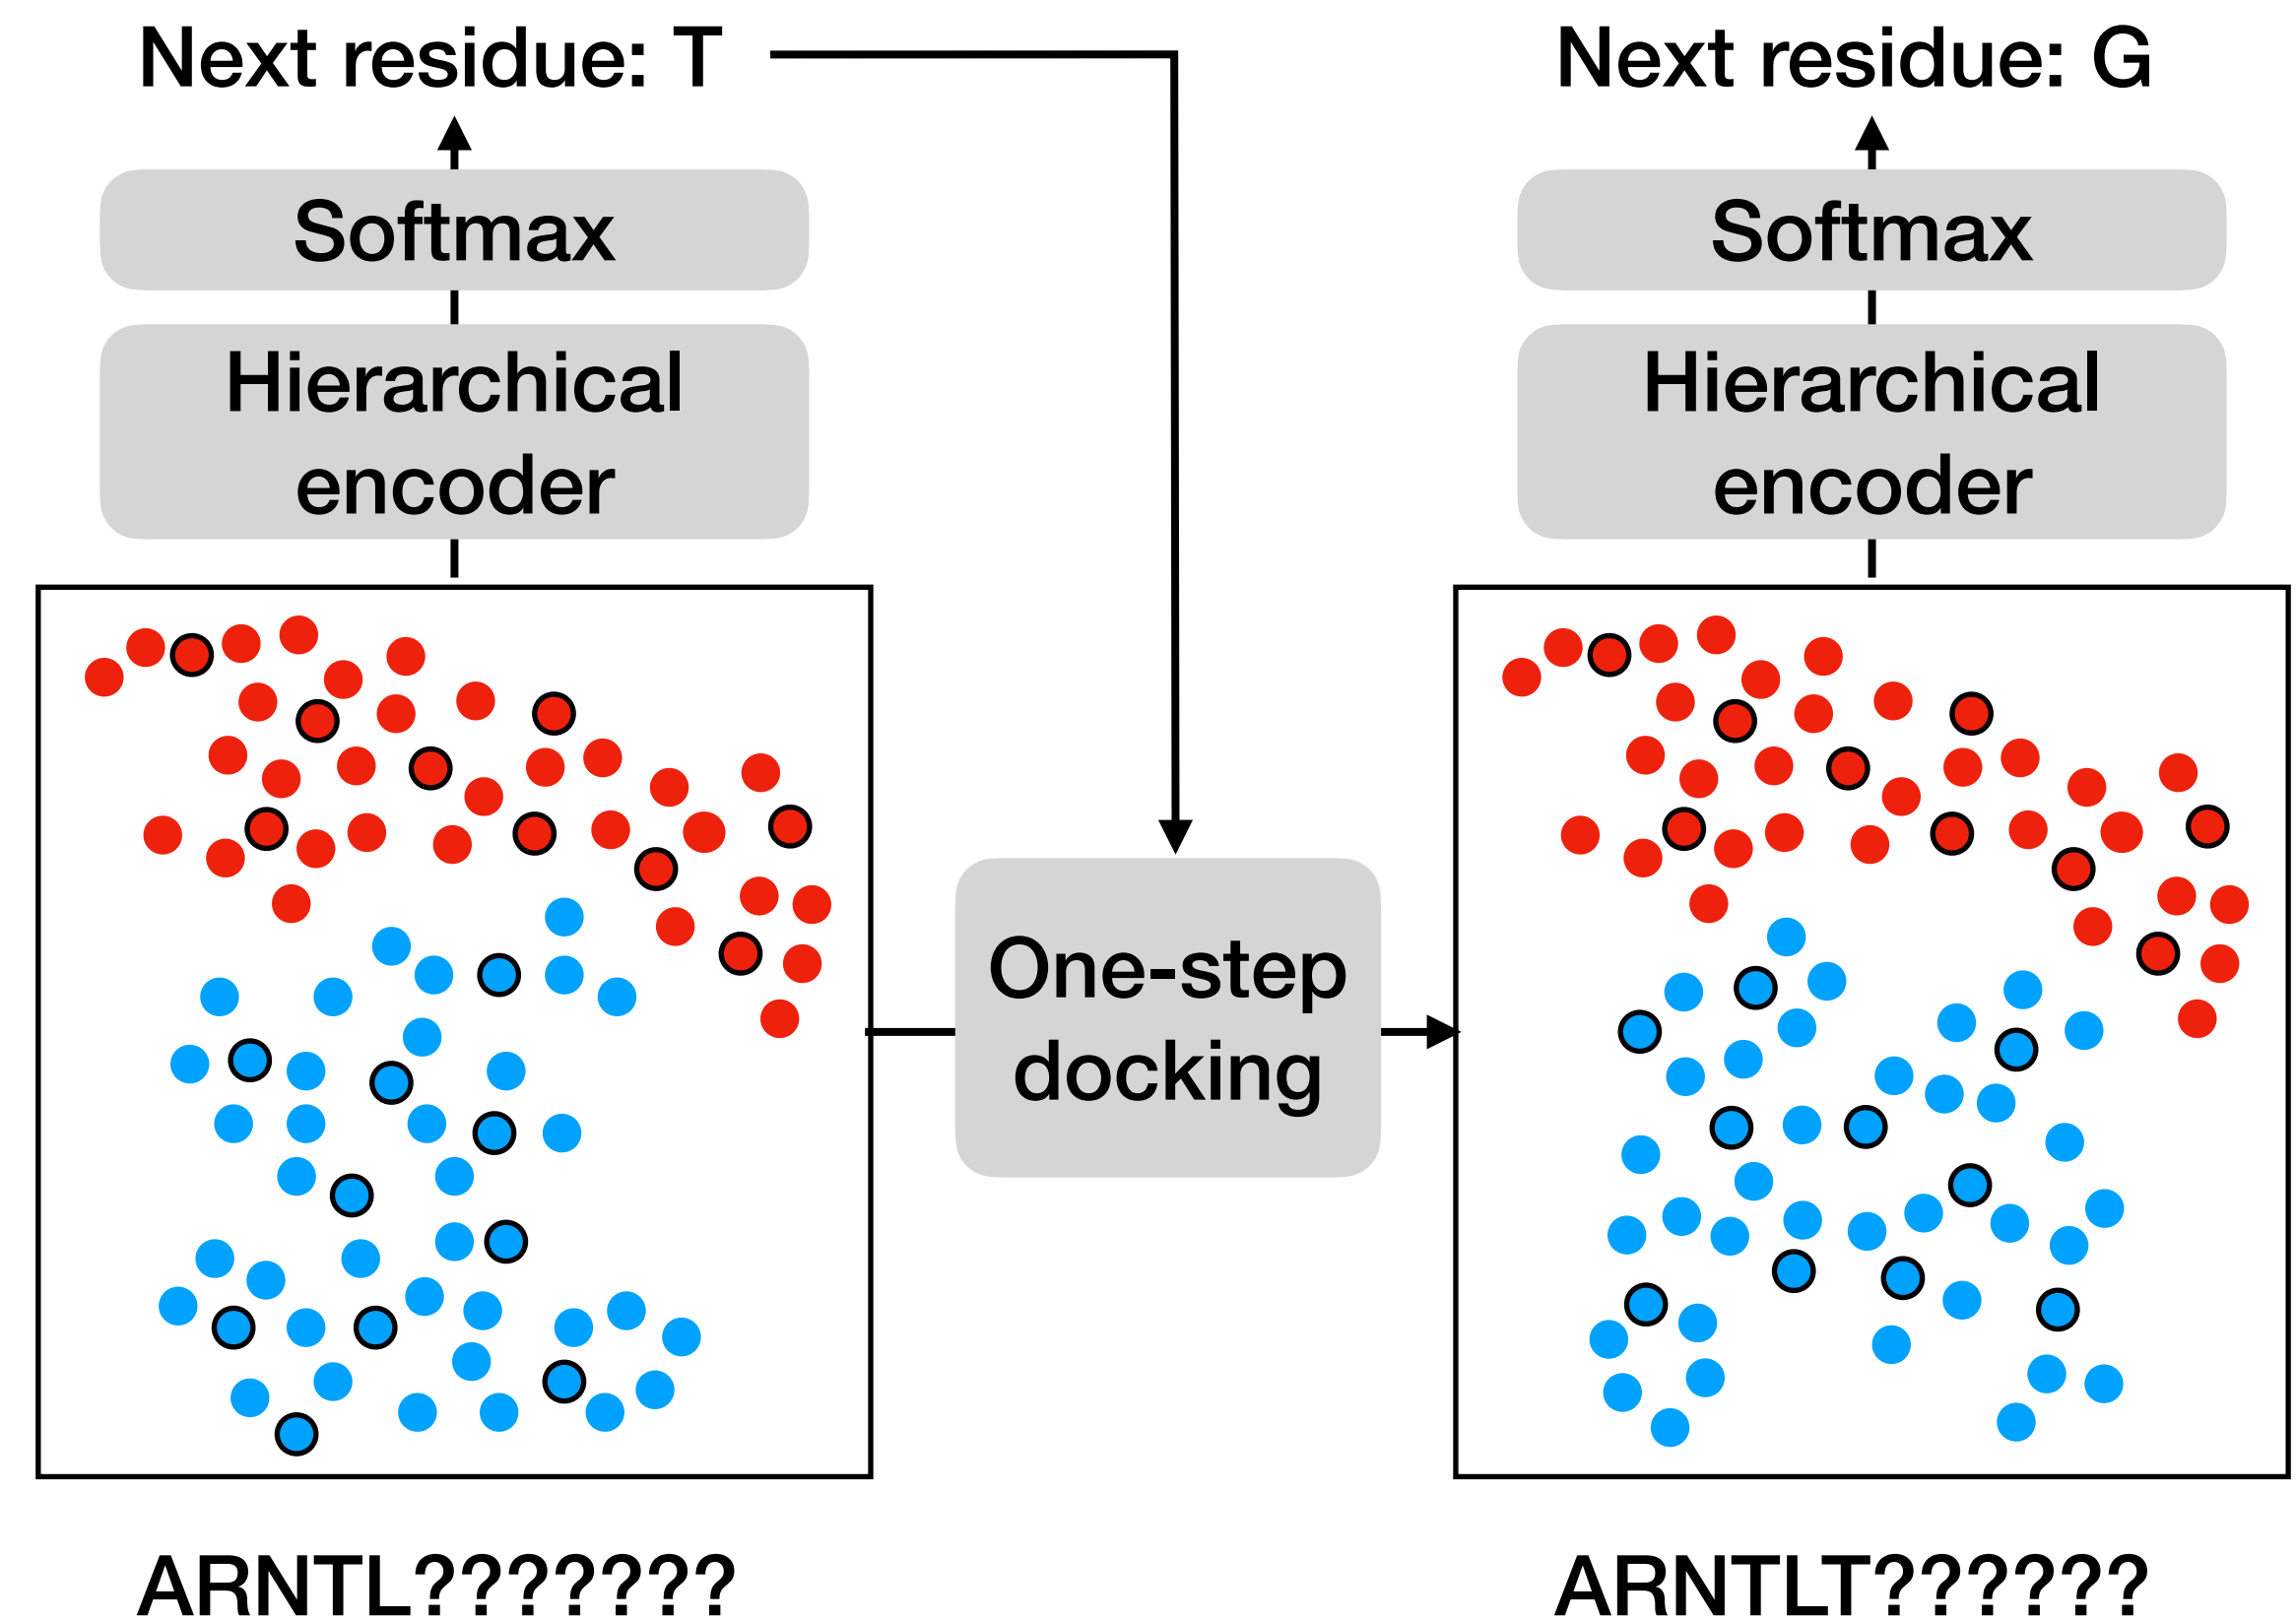 Next residue: T
Softmax
Hierarchical
encoder
ARNTL???????
One-step
docking
Next residue: G
Softmax
Hierarchical
encoder
ARNTLT??????